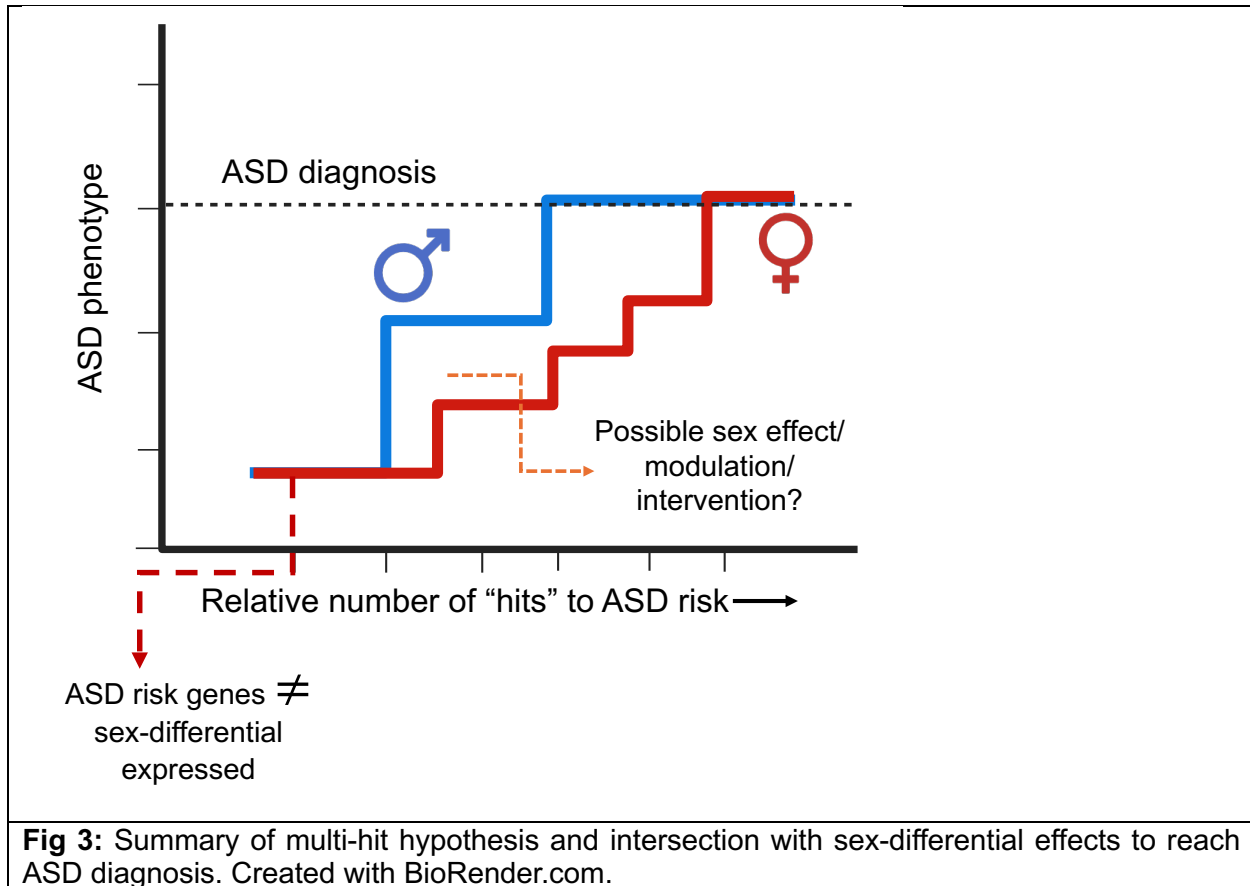 ASD phenotype
ASD diagnosis
♂
♀
Possible sex effect/
modulation/
intervention?
Relative number of “hits” to ASD risk
ASD risk genes ≠
sex-differential
expressed
Fig 3: Summary of multi-hit hypothesis and intersection with sex-differential effects to reach
ASD diagnosis. Created with BioRender.com.